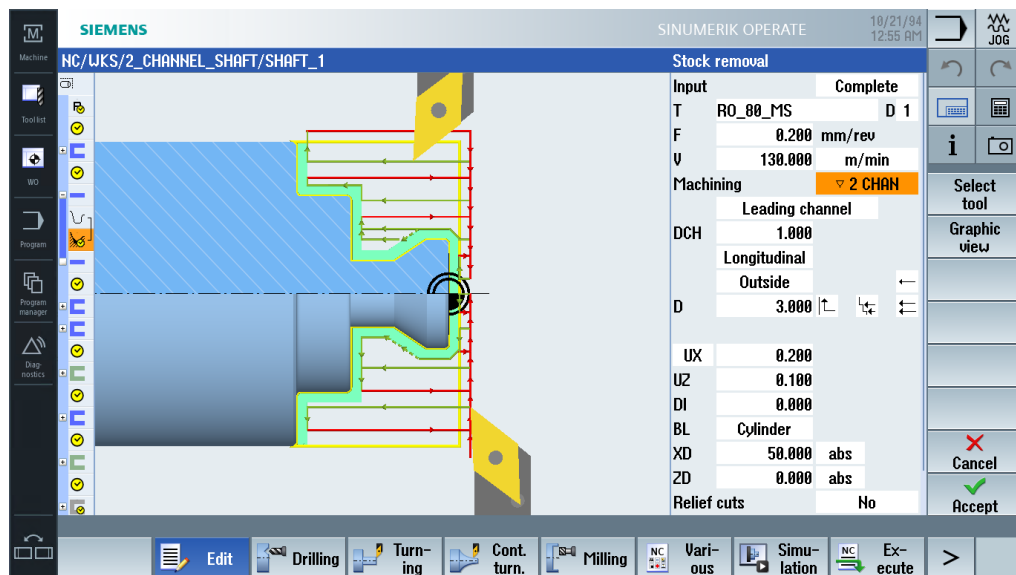 SIEMENS
SINUMERIK OPERATE
10/21/94
12:55 AM
M
Machine
JOG
NC/WKS/2_CHANNEL_SHAFT/SHAFT_1
Stock removal
Input Complete
T RO_80_MS D 1
F 0.200 mm/rev
V 130.000 m/min
Machining 2 CHAN
Leading channel
DCH 1.000
Longitudinal
Outside
D 3.000
UX 0.200
UZ 0.100
DI 0.000
BL Cylinder
XD 50.000 abs
ZD 0.000 abs
Relief cuts No
Tool list
WO
Program
Program
manager
Diag-
nostics
i
Select
tool
Graphic
view
Cancel
Accept
Edit
Drilling
Turn-
ing
Cont.
turn.
Milling
NC
Vari-
ous
Simu-
lation
NC
Ex-
ecute
>